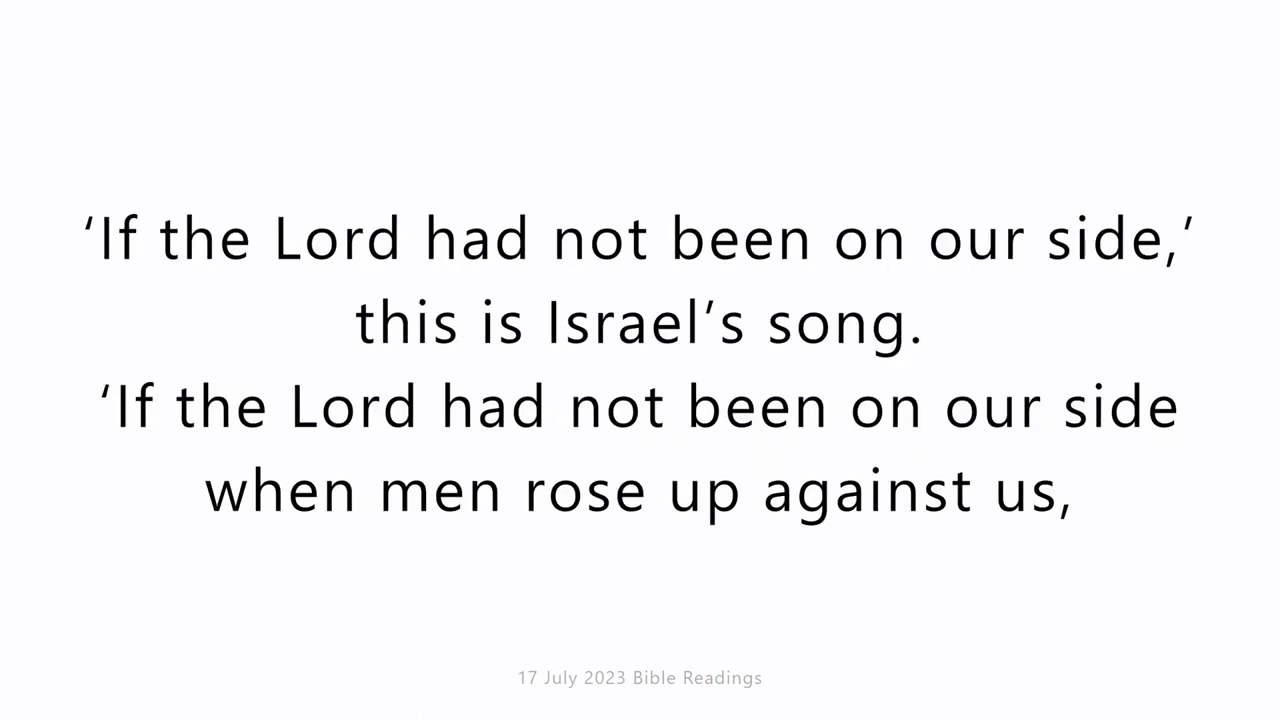 ‘If the Lord had not been on our side,’
this is Israel’s song.
‘If the Lord had not been on our side
when men rose up against us,
17 July 2023 Bible Readings